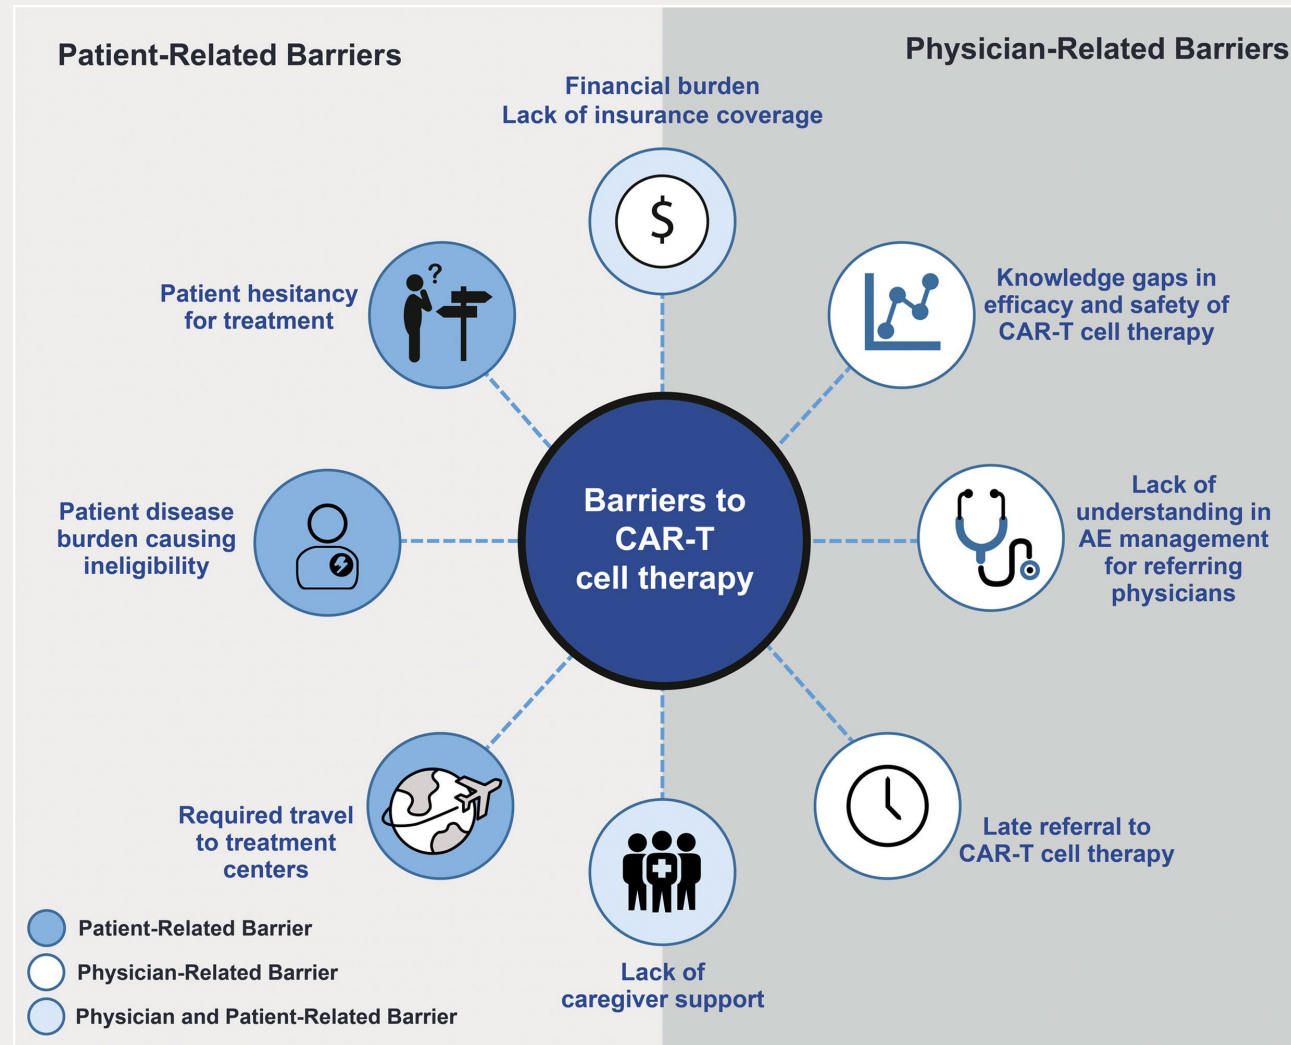 Patient-Related Barriers
Physician-Related Barriers
Financial burden
Lack of insurance coverage
$
Patient hesitancy
for treatment
?
Knowledge gaps in
efficacy and safety of
CAR-T cell therapy
Patient disease
burden causing
ineligibility
Barriers to
CAR-T
cell therapy
Lack of
understanding in
AE management
for referring
physicians
Required travel
to treatment
centers
Late referral to
CAR-T cell therapy
Lack of
caregiver support
Patient-Related Barrier
Physician-Related Barrier
Physician and Patient-Related Barrier